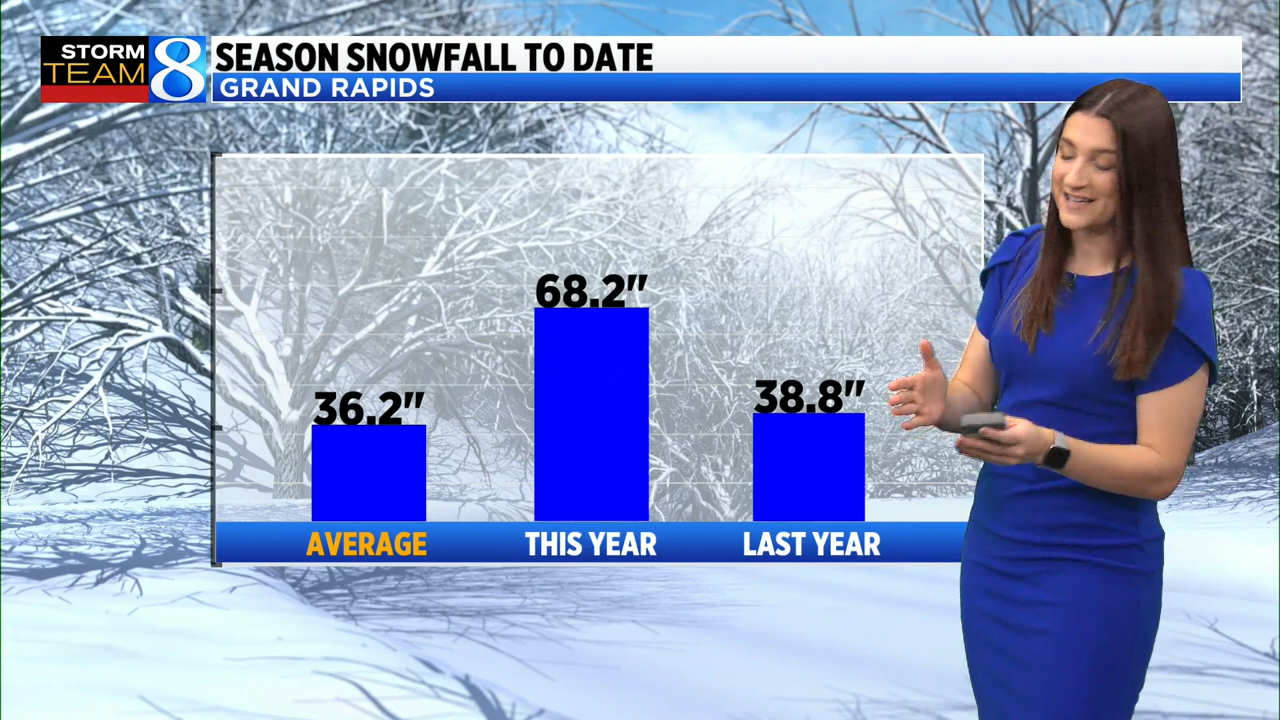 STORM
TEAM
8
SEASON SNOWFALL TO DATE
GRAND RAPIDS
36.2"
68.2"
38.8"
AVERAGE
THIS YEAR
LAST YEAR